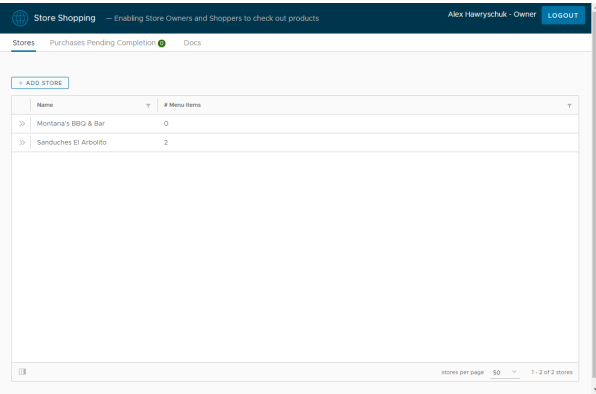 Store Shopping — Enabling Store Owners and Shoppers to check out products Alex Hawryschuk - Owner LOGOUT
Stores Purchases Pending Completion 0 Docs
+ ADD STORE
Name # Menu Items
Montana's BBQ & Bar 0
Sanduches El Arbolito 2
stores per page 50 1 - 2 of 2 stores